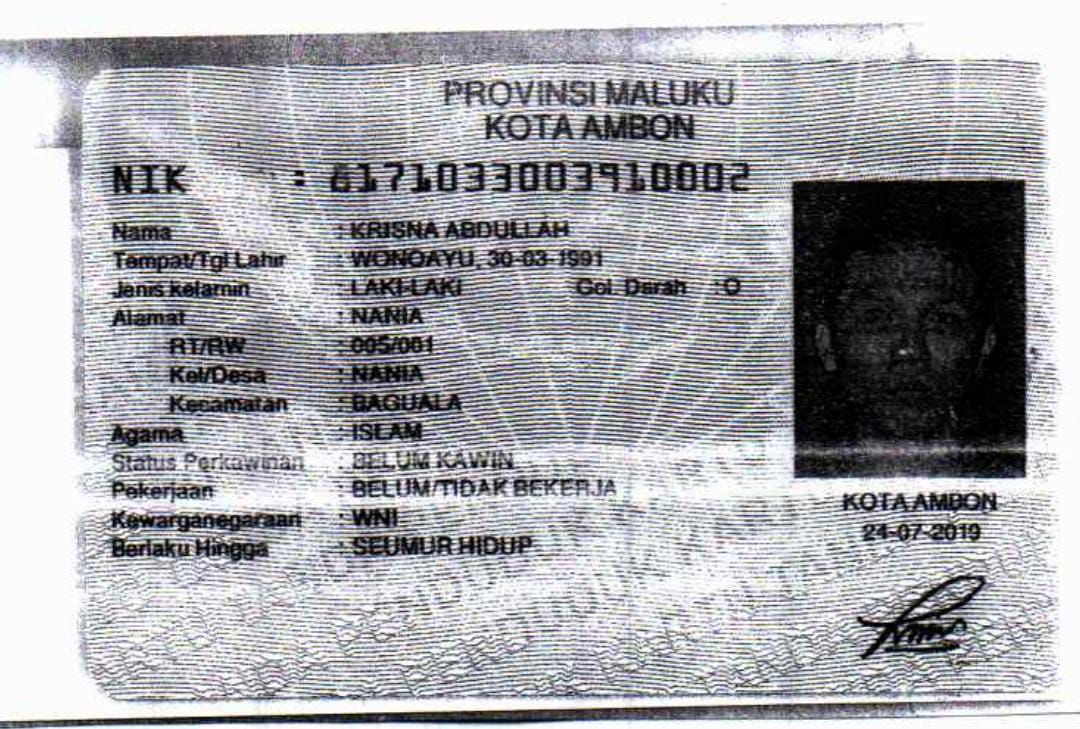 PROVINSI MALUKU
KOTA AMBON
NIK : 8171033003910002
Nama : KRISNA ABDULLAH
Tempat/Tgl Lahir : WONOAYU, 30-03-1991
Jenis kelamin : LAKI-LAKI Gol. Darah : O
Alamat : NANIA
RT/RW : 005/001
Kel/Desa : NANIA
Kecamatan : BAGUALA
Agama : ISLAM
Status Perkawinan : BELUM KAWIN
Pekerjaan : BELUM/TIDAK BEKERJA
Kewarganegaraan : WNI
Berlaku Hingga : SEUMUR HIDUP
KOTA AMBON
24-07-2019